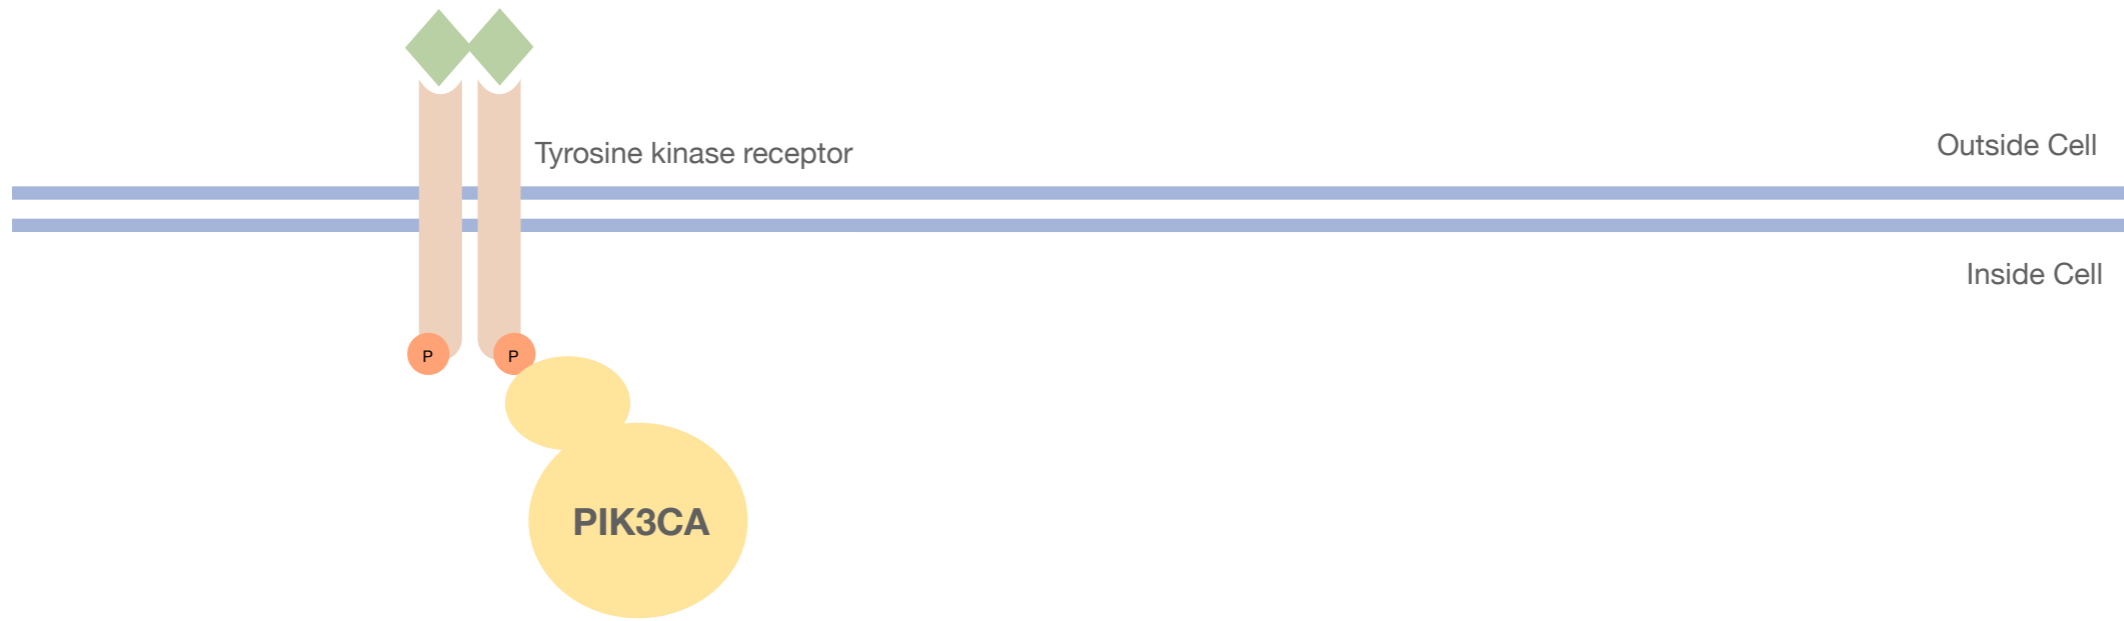 Tyrosine kinase receptor
Outside Cell
Inside Cell
P
P
PIK3CA